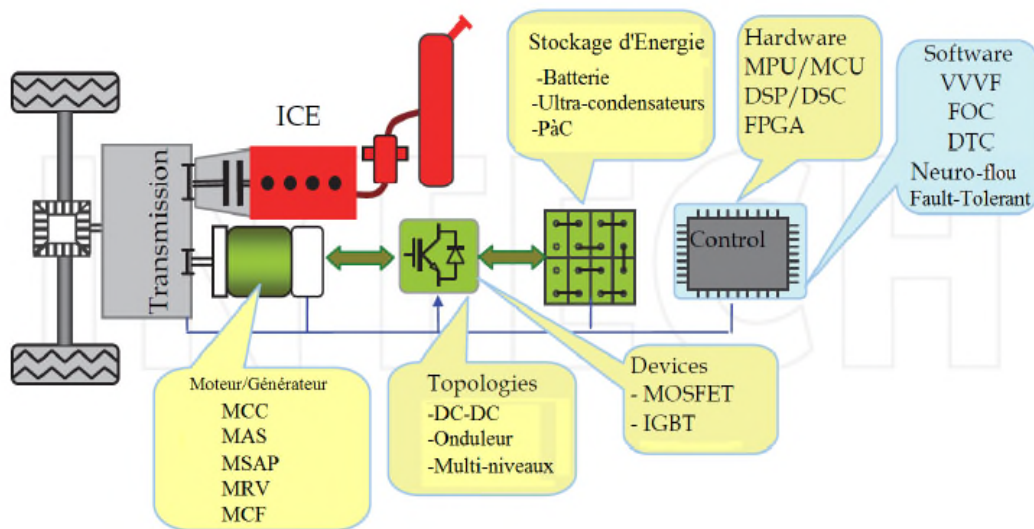 Stockage d'Energie
-Batterie
-Ultra-condensateurs
-PàC
Hardware
MPU/MCU
DSP/DSC
FPGA
Software
VVVF
FOC
DTC
Neuro-flou
Fault-Tolerant
ICE
Transmission
Control
Moteur/Générateur
MCC
MAS
MSAP
MRV
MCF
Topologies
-DC-DC
-Onduleur
-Multi-niveaux
Devices
- MOSFET
- IGBT